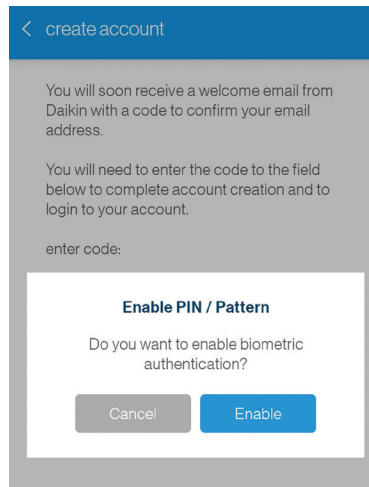 create account
You will soon receive a welcome email from
Daikin with a code to confirm your email
address.
You will need to enter the code to the field
below to complete account creation and to
login to your account.
enter code:
Enable PIN / Pattern
Do you want to enable biometric
authentication?
Cancel Enable